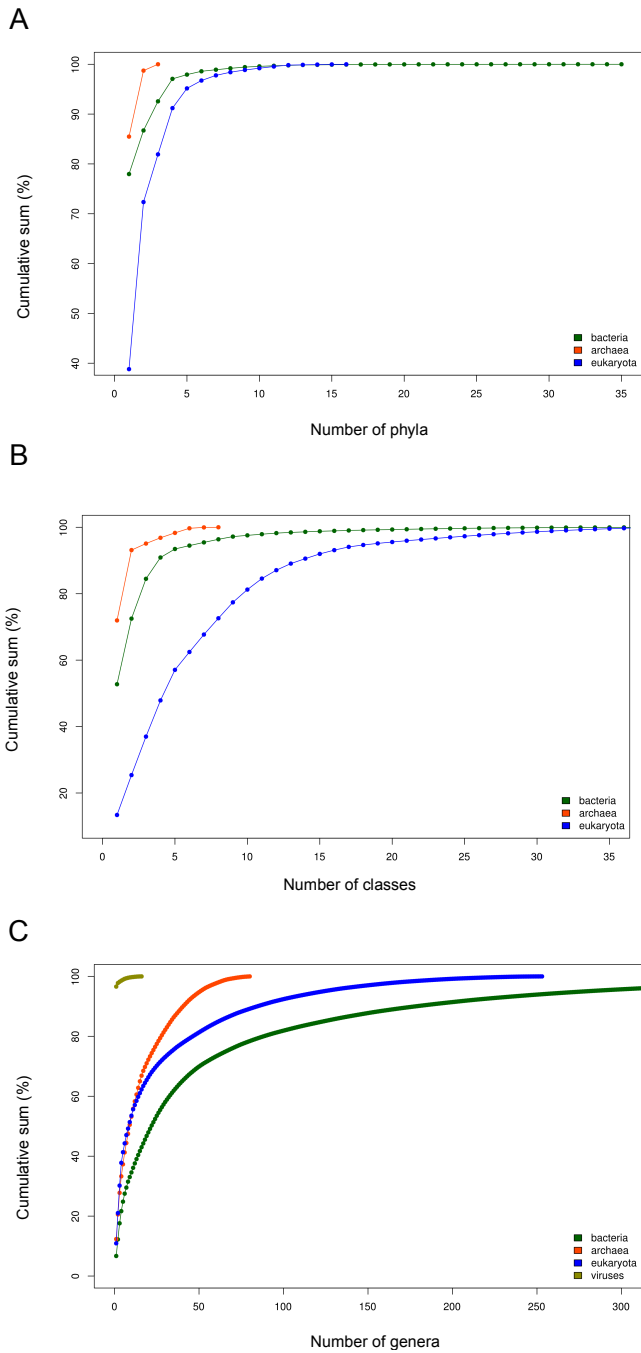 A
Cumulative sum (%)
100
90
80
70
60
50
40
0 5 10 15 20 25 30 35
Number of phyla
bacteria
archaea
eukaryota
B
Cumulative sum (%)
100
80
60
40
20
0 5 10 15 20 25 30 35
Number of classes
bacteria
archaea
eukaryota
C
Cumulative sum (%)
100
80
60
40
20
0
0 50 100 150 200 250 300
Number of genera
bacteria
archaea
eukaryota
viruses